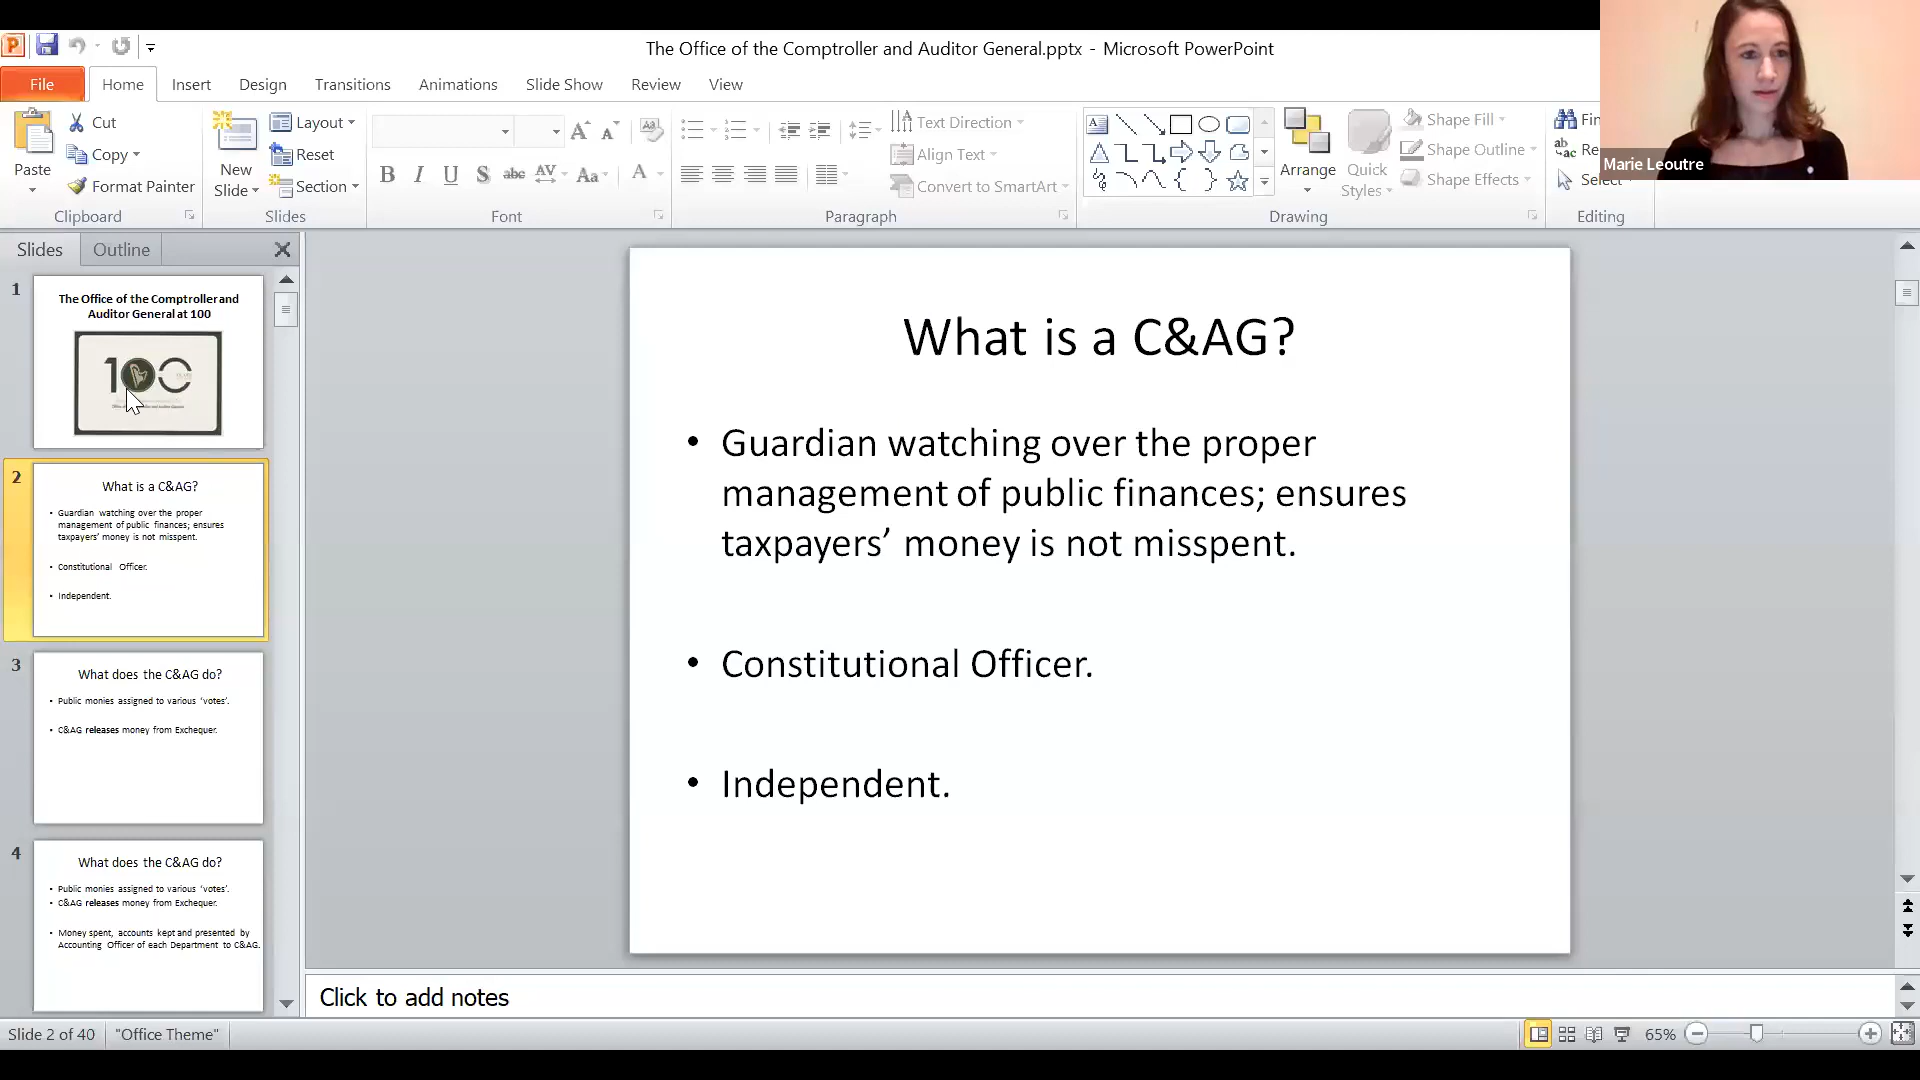 The Office of the Comptroller and Auditor General.pptx - Microsoft PowerPoint
File
Home
Insert
Design
Transitions
Animations
Slide Show
Review
View
Paste
Cut
Copy
Format Painter
Clipboard
New
Slide
Layout
Reset
Section
Slides
B I U S abc AV Aa A
Font
Text Direction
Align Text
Convert to SmartArt
Paragraph
Arrange
Quick
Styles
Shape Fill
Shape Outline
Shape Effects
Drawing
Select
Editing
Marie Leoutre
Slides
Outline
1
The Office of the Comptroller and
Auditor General at 100
100
2
What is a C&AG?
• Guardian watching over the proper
management of public finances; ensures
taxpayers’ money is not misspent.
• Constitutional Officer.
• Independent.
3
What does the C&AG do?
• Public monies assigned to various ‘votes’.
• C&AG releases money from Exchequer.
4
What does the C&AG do?
• Public monies assigned to various ‘votes’.
• C&AG releases money from Exchequer.
• Money spent, accounts kept and presented by
Accounting Officer of each Department to C&AG.
What is a C&AG?
• Guardian watching over the proper
management of public finances; ensures
taxpayers’ money is not misspent.
• Constitutional Officer.
• Independent.
Click to add notes
Slide 2 of 40
"Office Theme"
65%